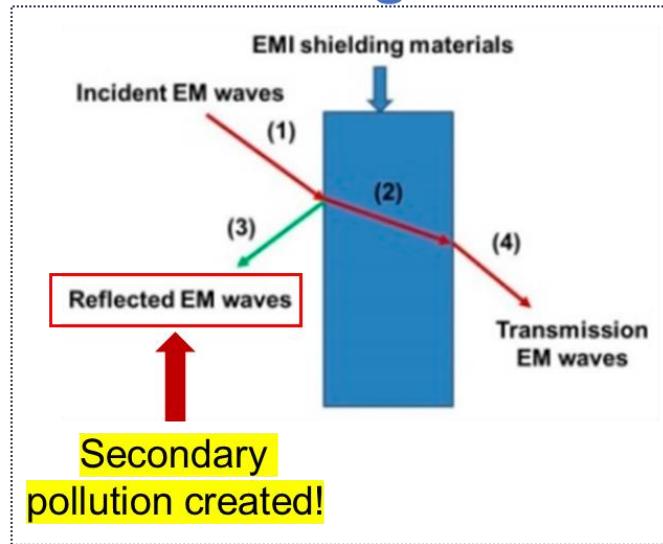 EMI shielding materials
Incident EM waves
(1)
(2)
(3)
(4)
Reflected EM waves
Transmission
EM waves
Secondary
pollution created!